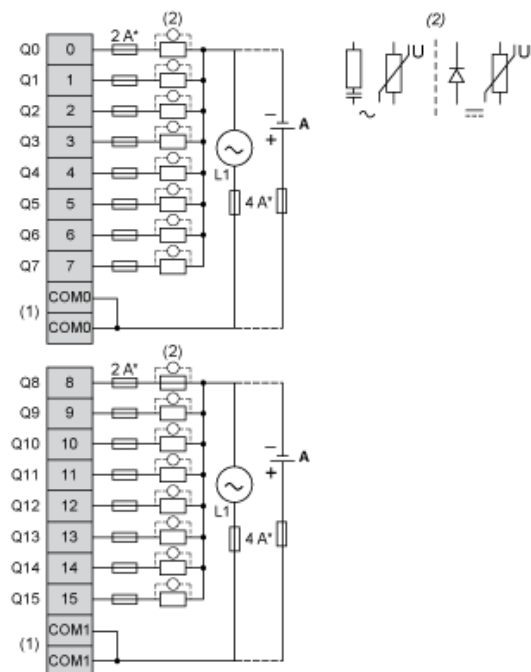 (2) (2)
2 A*
Q0 0 U U
Q1 1
Q2 2
~ ⎓
Q3 3 − A
~ +
Q4 4 L1
Q5 5 4 A*
Q6 6
Q7 7
COM0
(1)
COM0
(2)
2 A*
Q8 8
Q9 9
Q10 10
− A
Q11 11 +
~
Q12 12 L1
Q13 13 4 A*
Q14 14
Q15 15
COM1
(1)
COM1